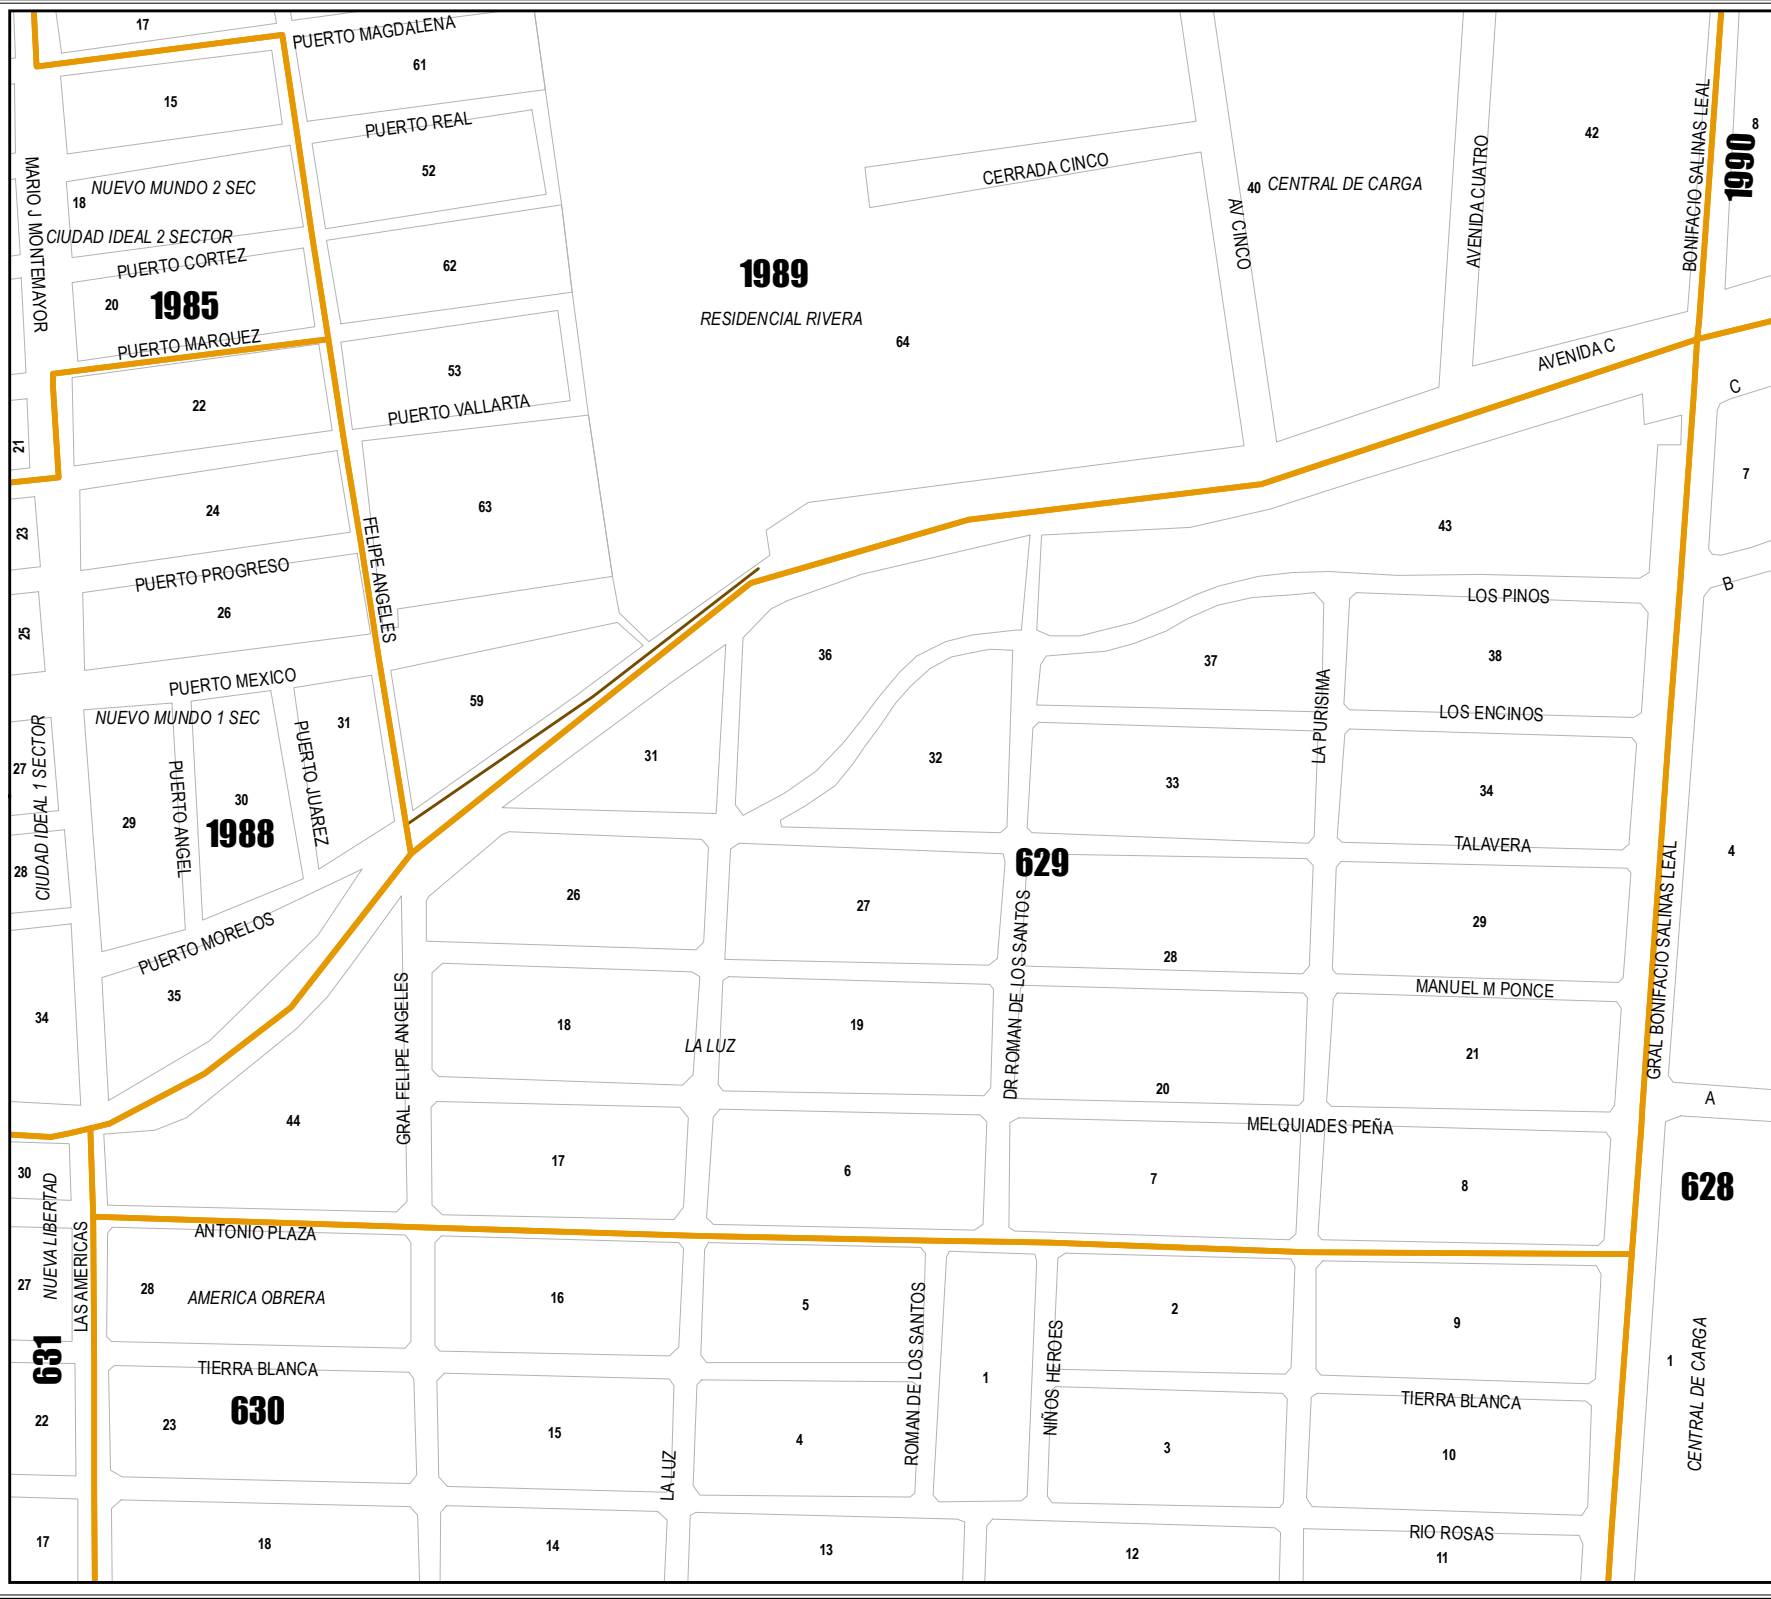 17
PUERTO MAGDALENA
61
15
PUERTO REAL
52
MARIO J MONTEMAYOR
NUEVO MUNDO 2 SEC
18
CIUDAD IDEAL 2 SECTOR
PUERTO CORTEZ
62
20
1985
PUERTO MARQUEZ
53
22
PUERTO VALLARTA
21
24
63
23
FELIPE ANGELES
PUERTO PROGRESO
26
25
PUERTO MEXICO
NUEVO MUNDO 1 SEC
31
59
PUERTO JUAREZ
PUERTO ANGEL
27
CIUDAD IDEAL 1 SECTOR
29
30
1988
28
PUERTO MORELOS
35
34
CERRADA CINCO
1989
RESIDENCIAL RIVERA
64
AV CINCO
40
CENTRAL DE CARGA
AVENIDA CUATRO
42
BONIFACIO SALINAS LEAL
8
1990
AVENIDA C
C
7
43
B
LOS PINOS
36
37
38
LA PURISIMA
LOS ENCINOS
31
32
33
34
TALAVERA
4
629
26
27
28
29
DR ROMAN DE LOS SANTOS
MANUEL M PONCE
GRAL BONIFACIO SALINAS LEAL
GRAL FELIPE ANGELES
18
LA LUZ
19
20
21
A
44
MELQUIADES PEÑA
17
6
7
8
628
30
NUEVA LIBERTAD
LAS AMERICAS
ANTONIO PLAZA
27
28
AMERICA OBRERA
16
5
ROMAN DE LOS SANTOS
2
9
NIÑOS HEROES
1
1
CENTRAL DE CARGA
631
TIERRA BLANCA
630
TIERRA BLANCA
22
23
15
LA LUZ
4
3
10
RIO ROSAS
17
18
14
13
12
11